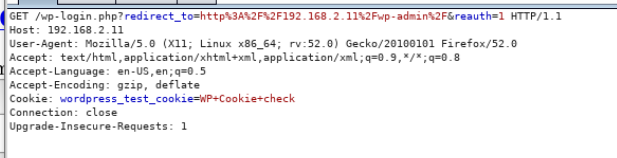 GET /wp-login.php?redirect_to=http%3A%2F%2F192.168.2.11%2Fwp-admin%2F&reauth=1 HTTP/1.1
Host: 192.168.2.11
User-Agent: Mozilla/5.0 (X11; Linux x86_64; rv:52.0) Gecko/20100101 Firefox/52.0
Accept: text/html,application/xhtml+xml,application/xml;q=0.9,*/*;q=0.8
Accept-Language: en-US,en;q=0.5
Accept-Encoding: gzip, deflate
Cookie: wordpress_test_cookie=WP+Cookie+check
Connection: close
Upgrade-Insecure-Requests: 1